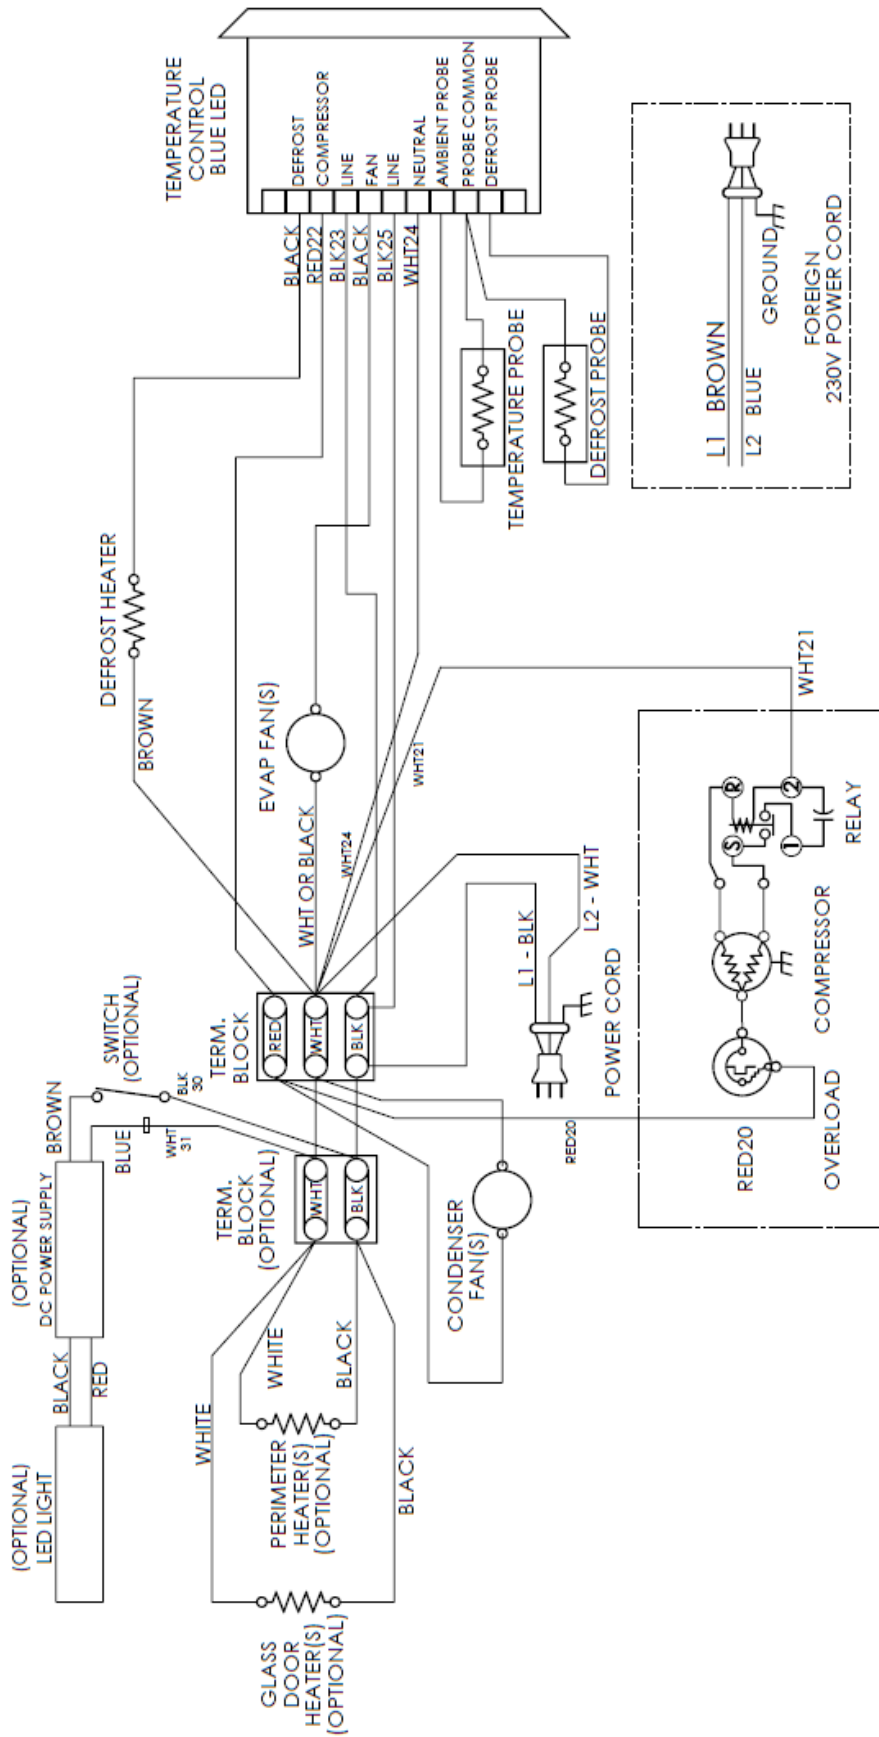 (OPTIONAL)
LED LIGHT
BLACK
RED
(OPTIONAL)
DC POWER SUPPLY
BROWN
BLUE
WHT
31
BLK
30
SWITCH
(OPTIONAL)
DEFROST HEATER
BROWN
TEMPERATURE
CONTROL
BLUE LED
DEFROST
COMPRESSOR
LINE
FAN
LINE
NEUTRAL
AMBIENT PROBE
PROBE COMMON
DEFROST PROBE
BLACK
RED22
BLK23
BLACK
BLK25
WHT24
GLASS
DOOR
HEATER(S)
(OPTIONAL)
WHITE
WHITE
PERIMETER
HEATER(S)
(OPTIONAL)
BLACK
BLACK
TERM.
BLOCK
(OPTIONAL)
WHT
BLK
TERM.
BLOCK
RED
WHT
BLK
EVAP FAN(S)
WHT OR BLACK
WHT24
WHT21
CONDENSER
FAN(S)
RED20
L1 - BLK
L2 - WHT
POWER CORD
TEMPERATURE PROBE
DEFROST PROBE
RED20
OVERLOAD
COMPRESSOR
S
R
1
2
RELAY
WHT21
L1 BROWN
L2 BLUE
GROUND
FOREIGN
230V POWER CORD